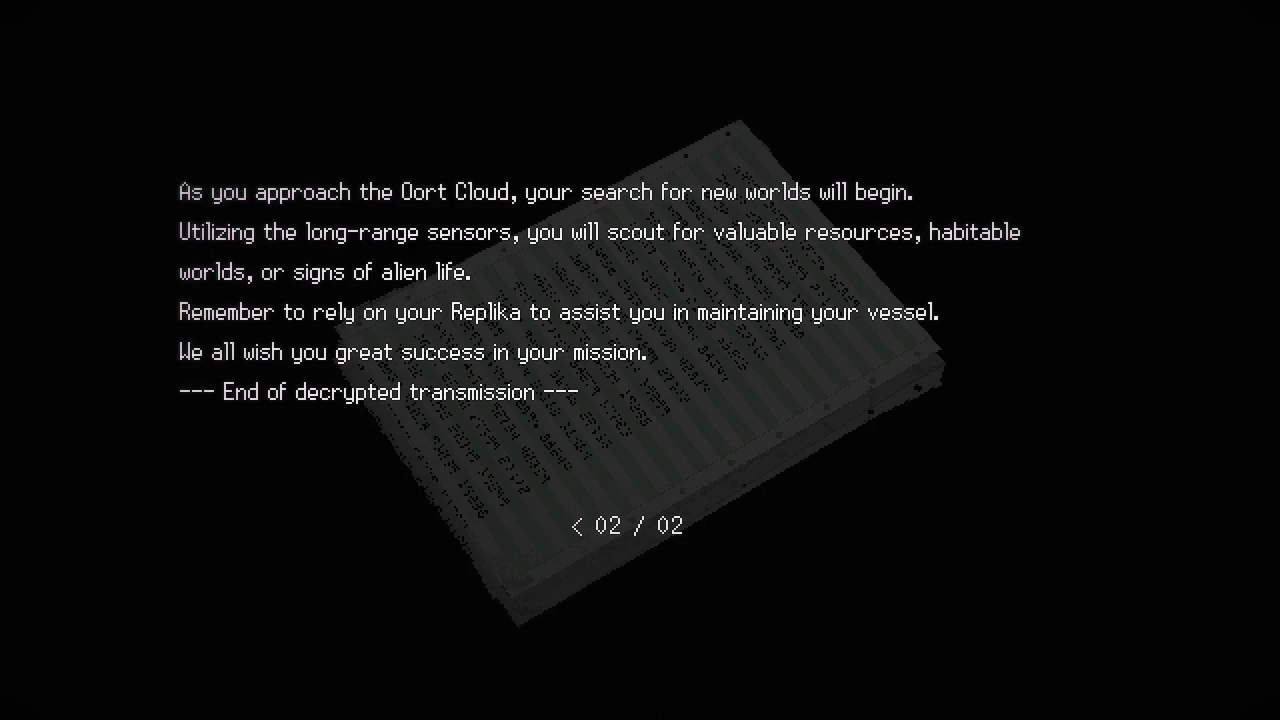 As you approach the Oort Cloud, your search for new worlds will begin.
Utilizing the long-range sensors, you will scout for valuable resources, habitable
worlds, or signs of alien life.
Remember to rely on your Replika to assist you in maintaining your vessel.
We all wish you great success in your mission.
--- End of decrypted transmission ---
< 02 / 02